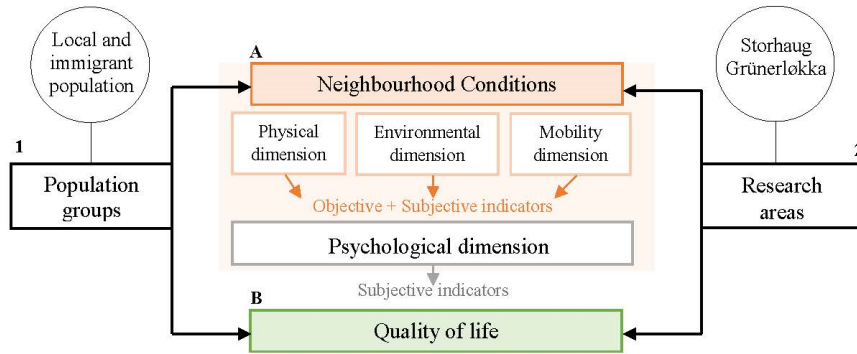 Local and
immigrant
population
A
Neighbourhood Conditions
Storhaug
Grünerløkka
Physical
dimension
Environmental
dimension
Mobility
dimension
1
Population
groups
2
Research
areas
Objective + Subjective indicators
Psychological dimension
Subjective indicators
B
Quality of life